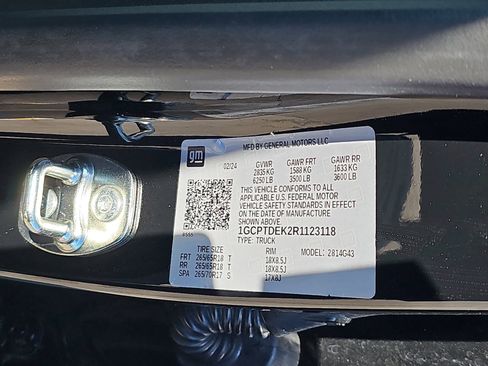 MFD BY GENERAL MOTORS LLC
gm
02/24 GVWR GAWR FRT GAWR RR
2835 KG 1588 KG 1633 KG
6250 LB 3500 LB 3600 LB
THIS VEHICLE CONFORMS TO ALL
APPLICABLE U.S. FEDERAL MOTOR
VEHICLE SAFETY STANDARDS IN EFFECT
ON THE DATE OF MANUFACTURE
SHOWN ABOVE.
1GCPTDEK2R1123118
TYPE: TRUCK
TIRE SIZE RIM MODEL: 2814G43
FRT 265/65R18 T 18X8.5J
RR 265/65R18 T 18X8.5J
SPA 265/70R17 S 17X8J